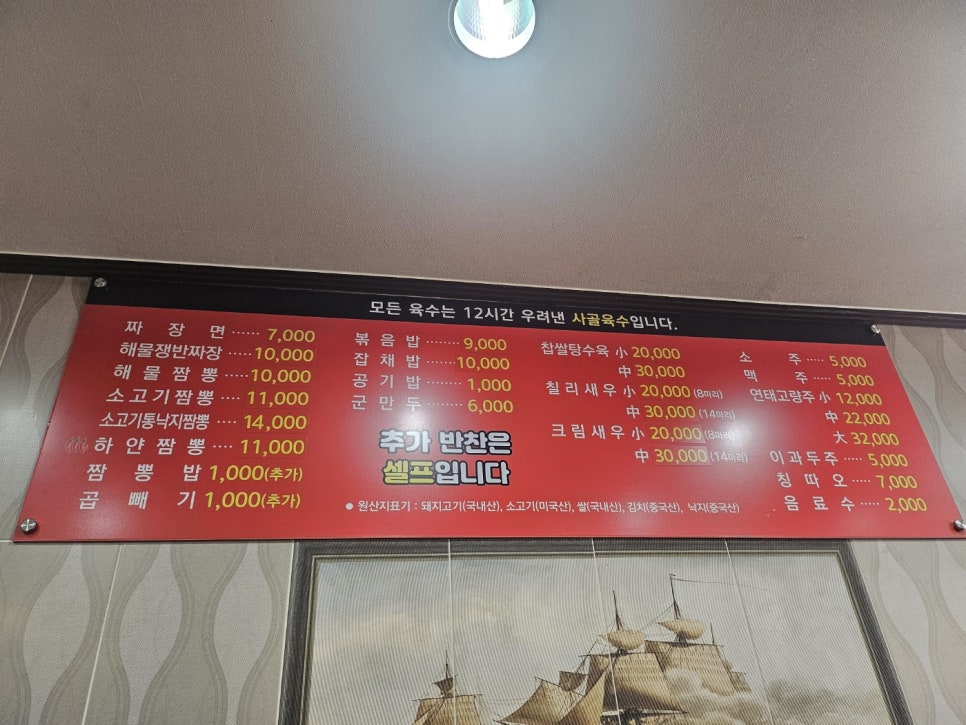 모든 육수는 12시간 우려낸 사골육수입니다.
짜 장 면 ······ 7,000
해물쟁반짜장 ····· 10,000
해 물 짬 뽕 ····· 10,000
소고기짬뽕 ····· 11,000
소고기통낙지짬뽕 ···· 14,000
하 얀 짬 뽕 ····· 11,000
짬 뽕 밥 1,000(추가)
곱 빼 기 1,000(추가)
볶 음 밥 ········ 9,000
잡 채 밥 ······ 10,000
공 기 밥 ········ 1,000
군 만 두 ········ 6,000
추가 반찬은
셀프입니다
찹쌀탕수육 小 20,000
中 30,000
칠리새우 小 20,000 (8마리)
中 30,000 (14마리)
크림새우 小 20,000 (8마리)
中 30,000 (14마리)
● 원산지표기 : 돼지고기(국내산), 소고기(미국산), 쌀(국내산), 김치(중국산), 낙지(중국산)
소 주 ····· 5,000
맥 주 ····· 5,000
연태고량주 小 12,000
中 22,000
大 32,000
이과두주 ····· 5,000
칭 따 오 ····· 7,000
음 료 수 ····· 2,000